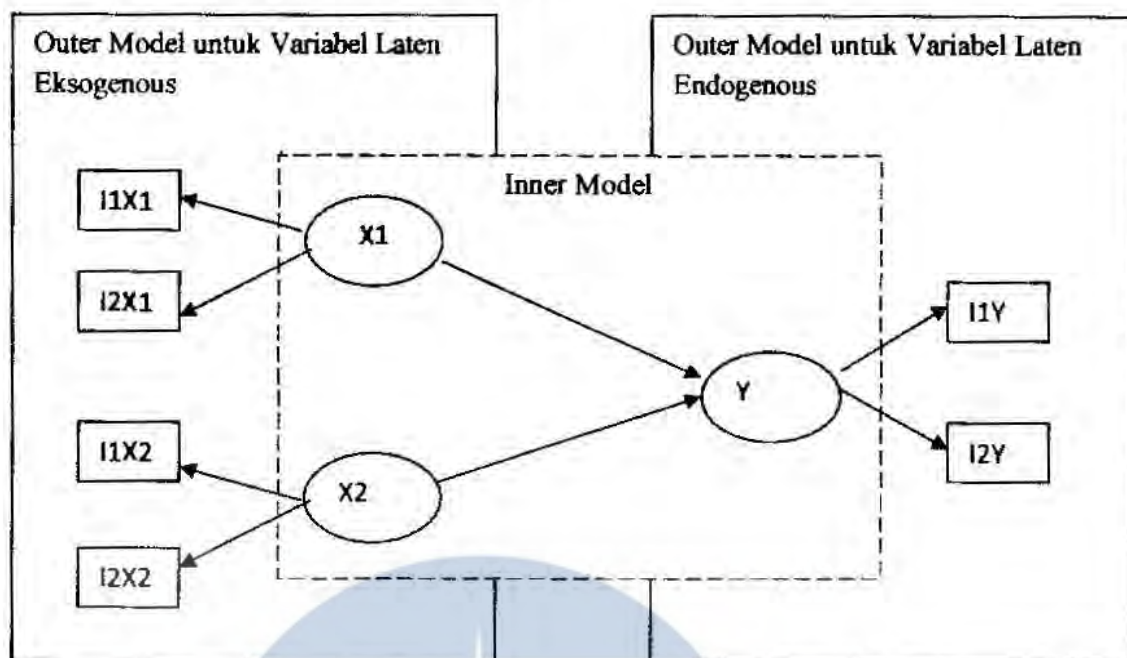 Outer Model untuk Variabel Laten
Eksogenous
Outer Model untuk Variabel Laten
Endogenous
Inner Model
I1X1
X1
I2X1
I1Y
Y
I1X2
I2Y
X2
I2X2